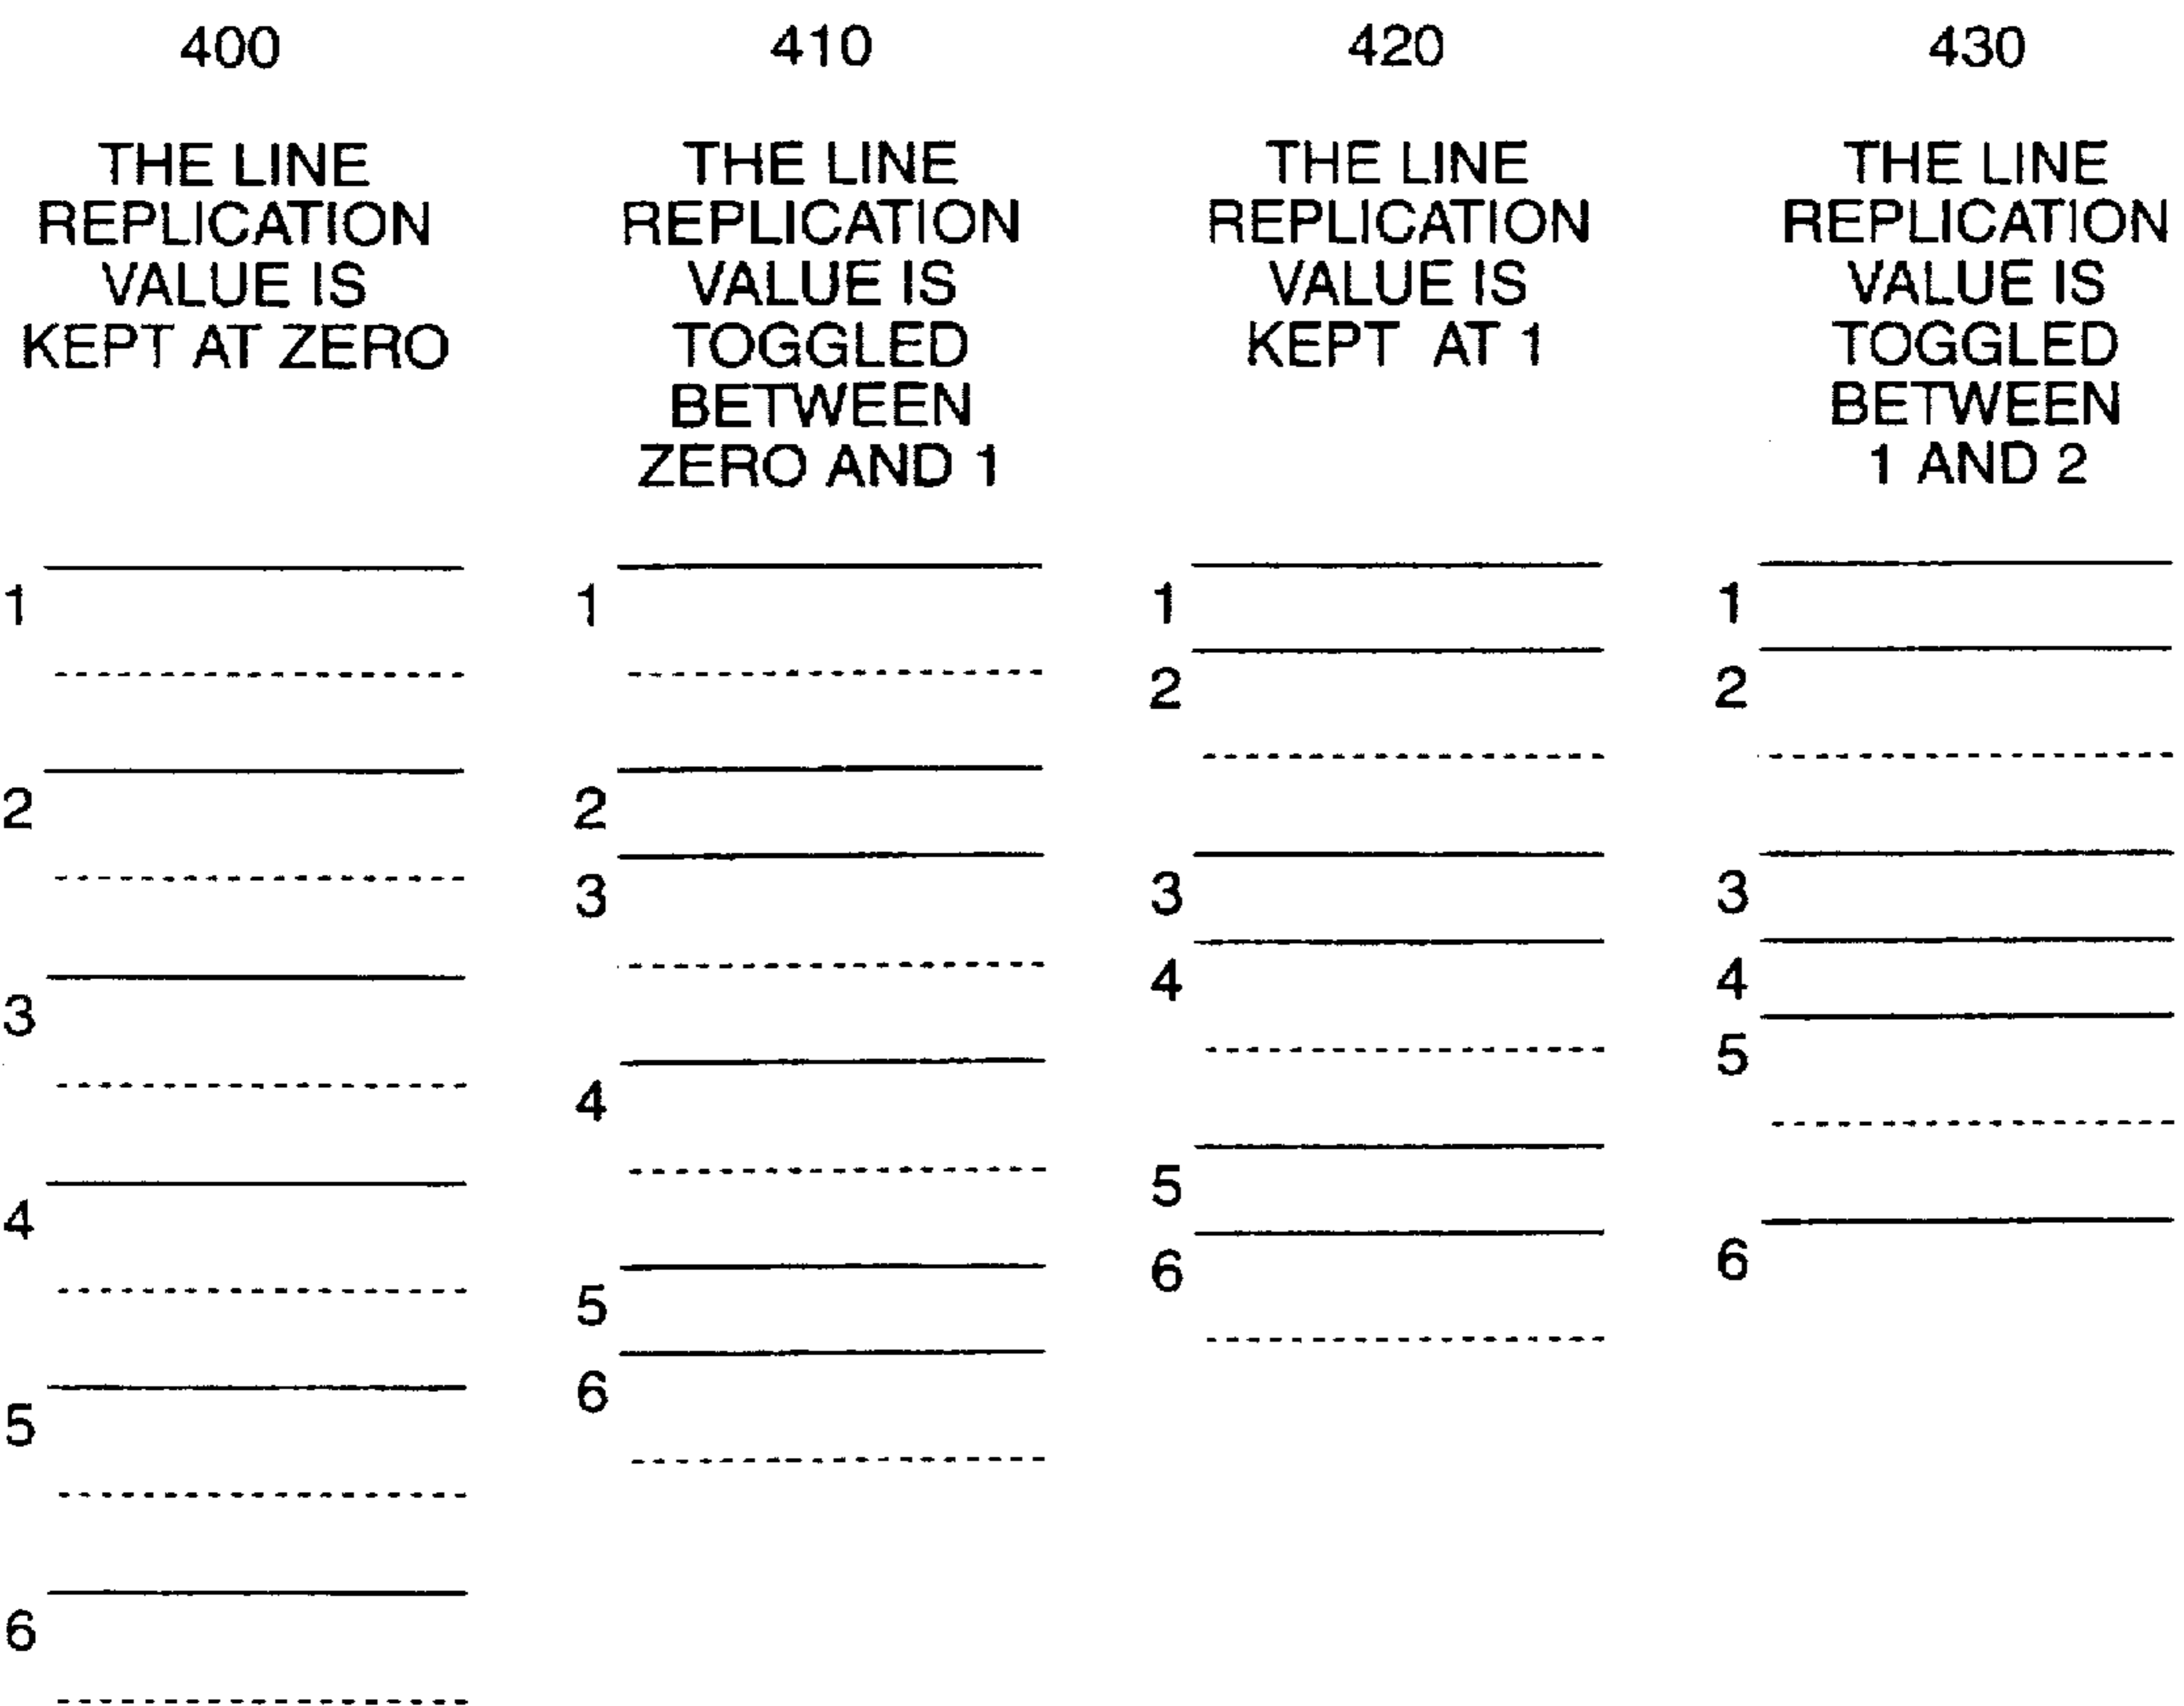 400
THE LINE
REPLICATION
VALUE IS
KEPT AT ZERO
1
2
3
4
5
6
410
THE LINE
REPLICATION
VALUE IS
TOGGLED
BETWEEN
ZERO AND 1
1
2
3
4
5
6
420
THE LINE
REPLICATION
VALUE IS
KEPT AT 1
1
2
3
4
5
6
430
THE LINE
REPLICATION
VALUE IS
TOGGLED
BETWEEN
1 AND 2
1
2
3
4
5
6